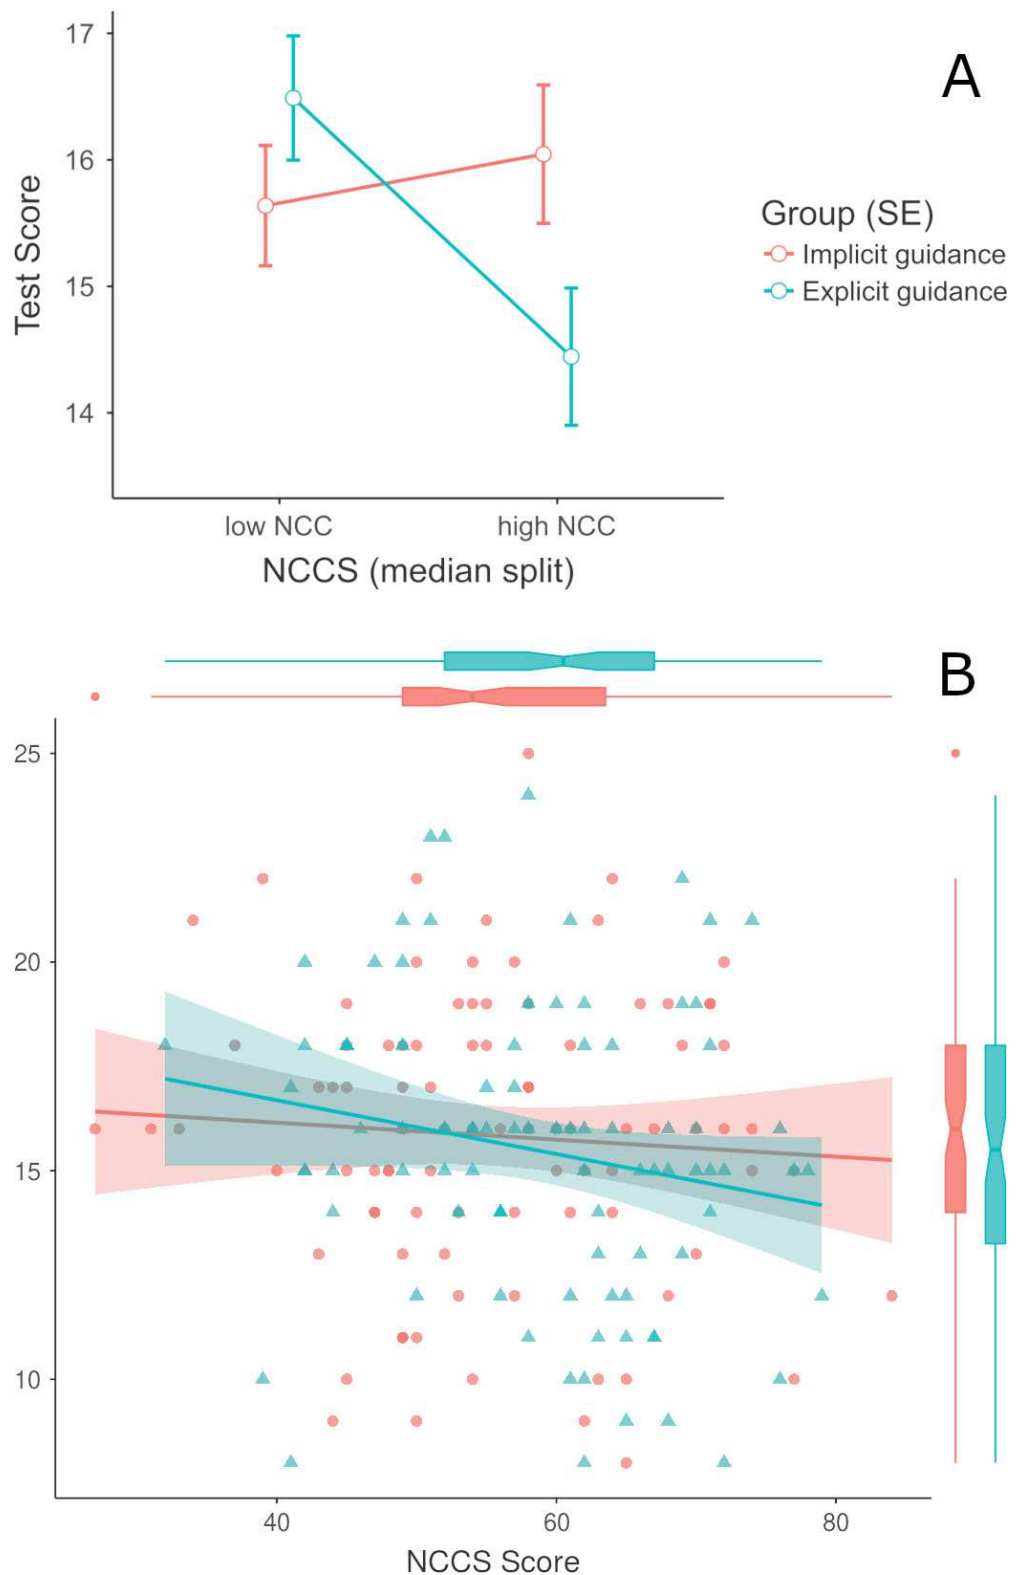 A
17
16
15
14
Test Score
low NCC
high NCC
NCCS (median split)
Group (SE)
Implicit guidance
Explicit guidance
B
25
20
15
10
40
60
80
NCCS Score